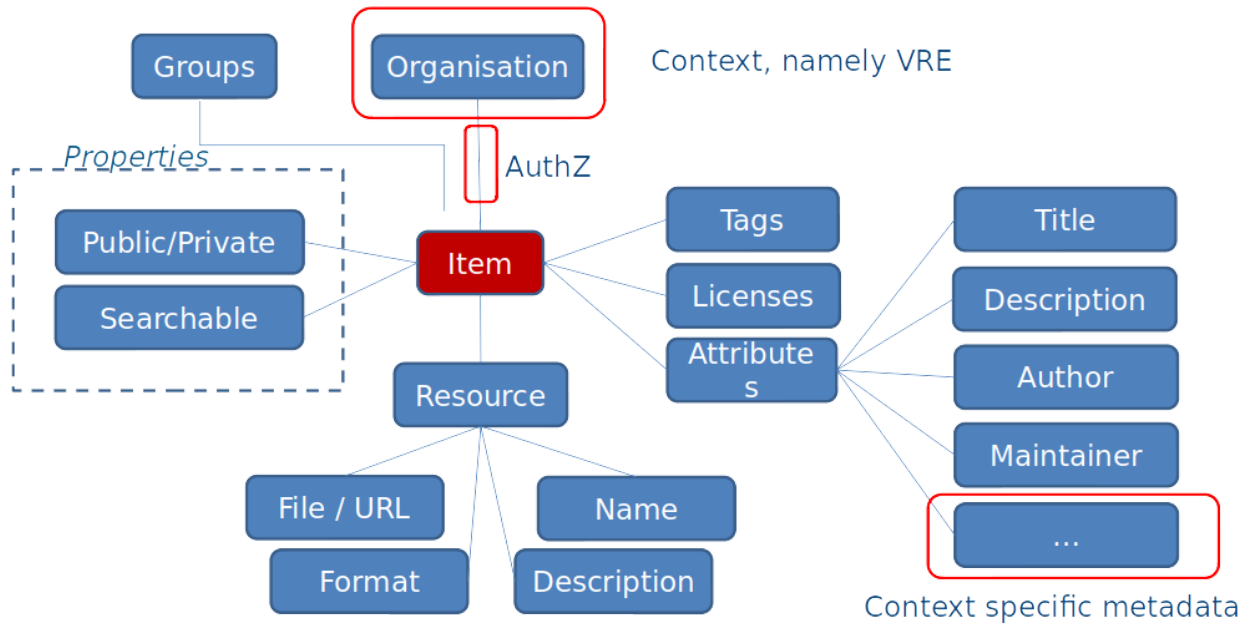 Groups
Organisation
Context, namely VRE
AuthZ
Properties
Public/Private
Searchable
Item
Tags
Licenses
Attribute
s
Title
Description
Author
Maintainer
...
Context specific metadata
Resource
File / URL
Name
Format
Description